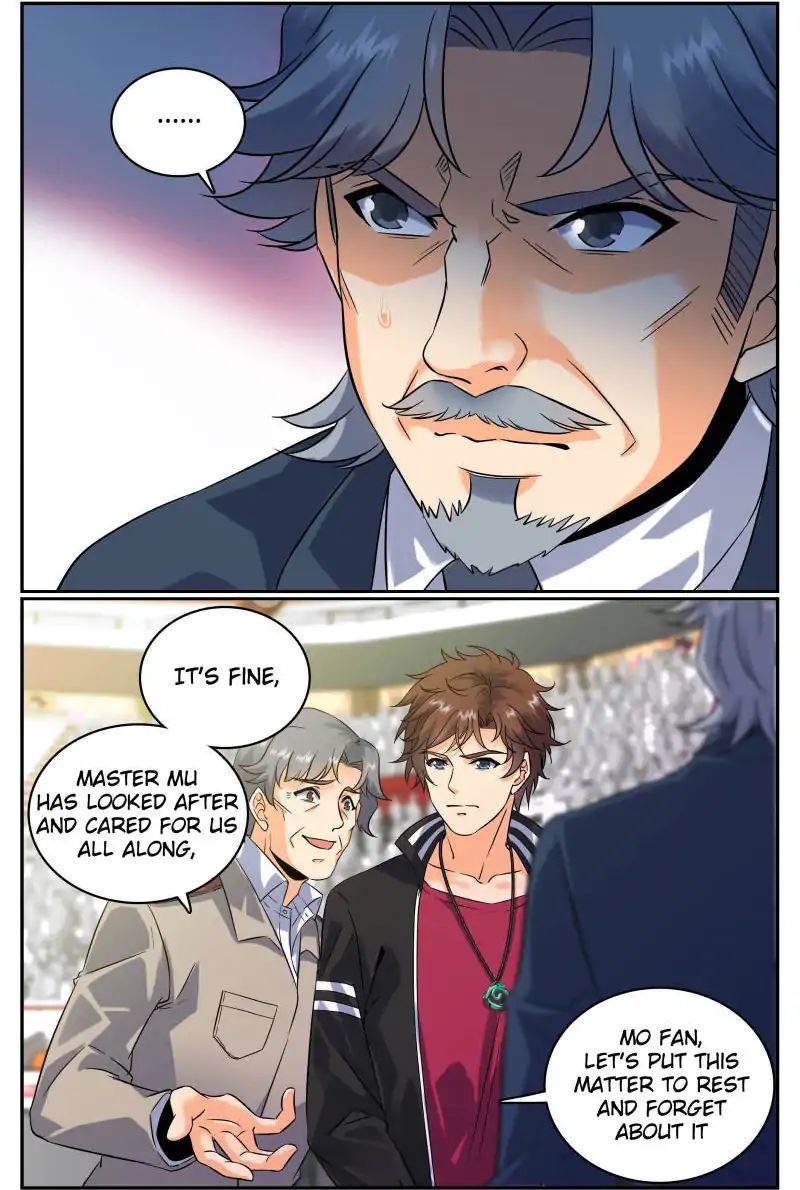 ......
IT'S FINE,
MASTER MU
HAS LOOKED AFTER
AND CARED FOR US
ALL ALONG,
MO FAN,
LET'S PUT THIS
MATTER TO REST
AND FORGET
ABOUT IT